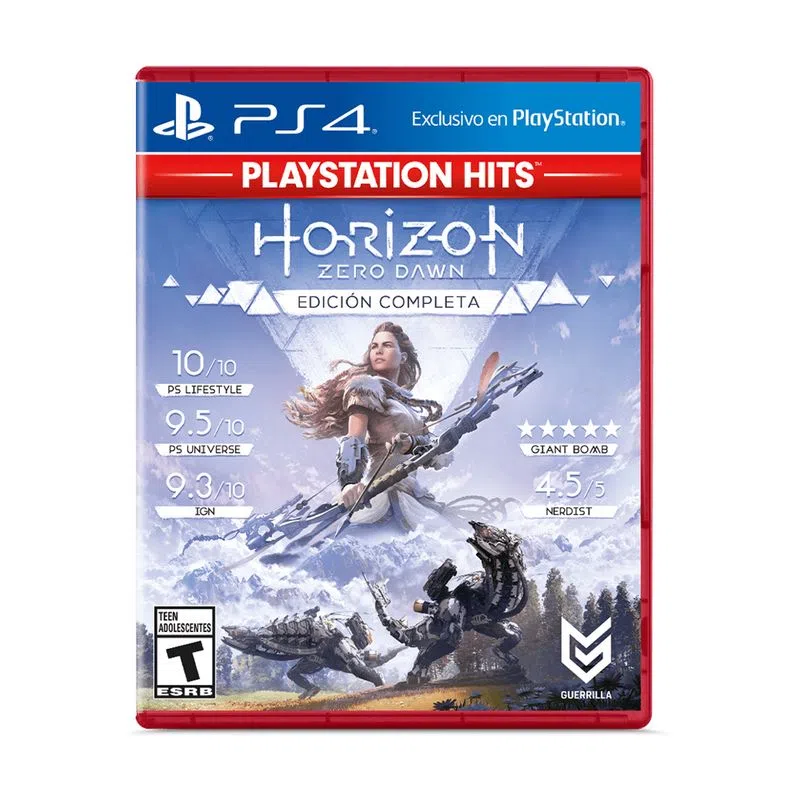 PS4
Exclusivo en PlayStation®
PLAYSTATION HITS™
HORIZON
ZERO DAWN
EDICIÓN COMPLETA
10/10
PS LIFESTYLE
9.5/10
PS UNIVERSE
9.3/10
IGN
GIANT BOMB
4.5/5
NERDIST
TEEN
ADOLESCENTES
T
ESRB
GUERRILLA